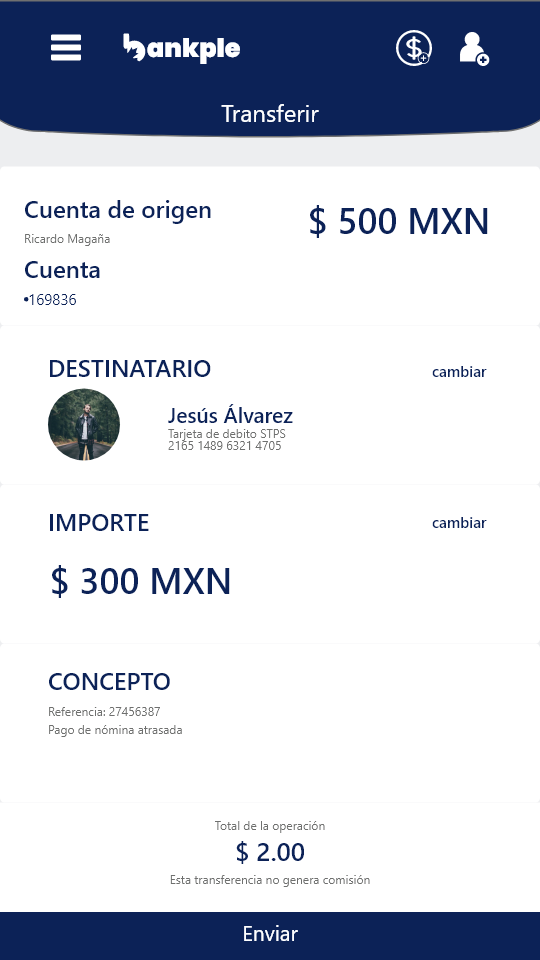 bankple
Transferir
Cuenta de origen
$ 500 MXN
Ricardo Magaña
Cuenta
•169836
DESTINATARIO
cambiar
Jesús Álvarez
Tarjeta de debito STPS
2165 1489 6321 4705
IMPORTE
cambiar
$ 300 MXN
CONCEPTO
Referencia: 27456387
Pago de nómina atrasada
Total de la operación
$ 2.00
Esta transferencia no genera comisión
Enviar